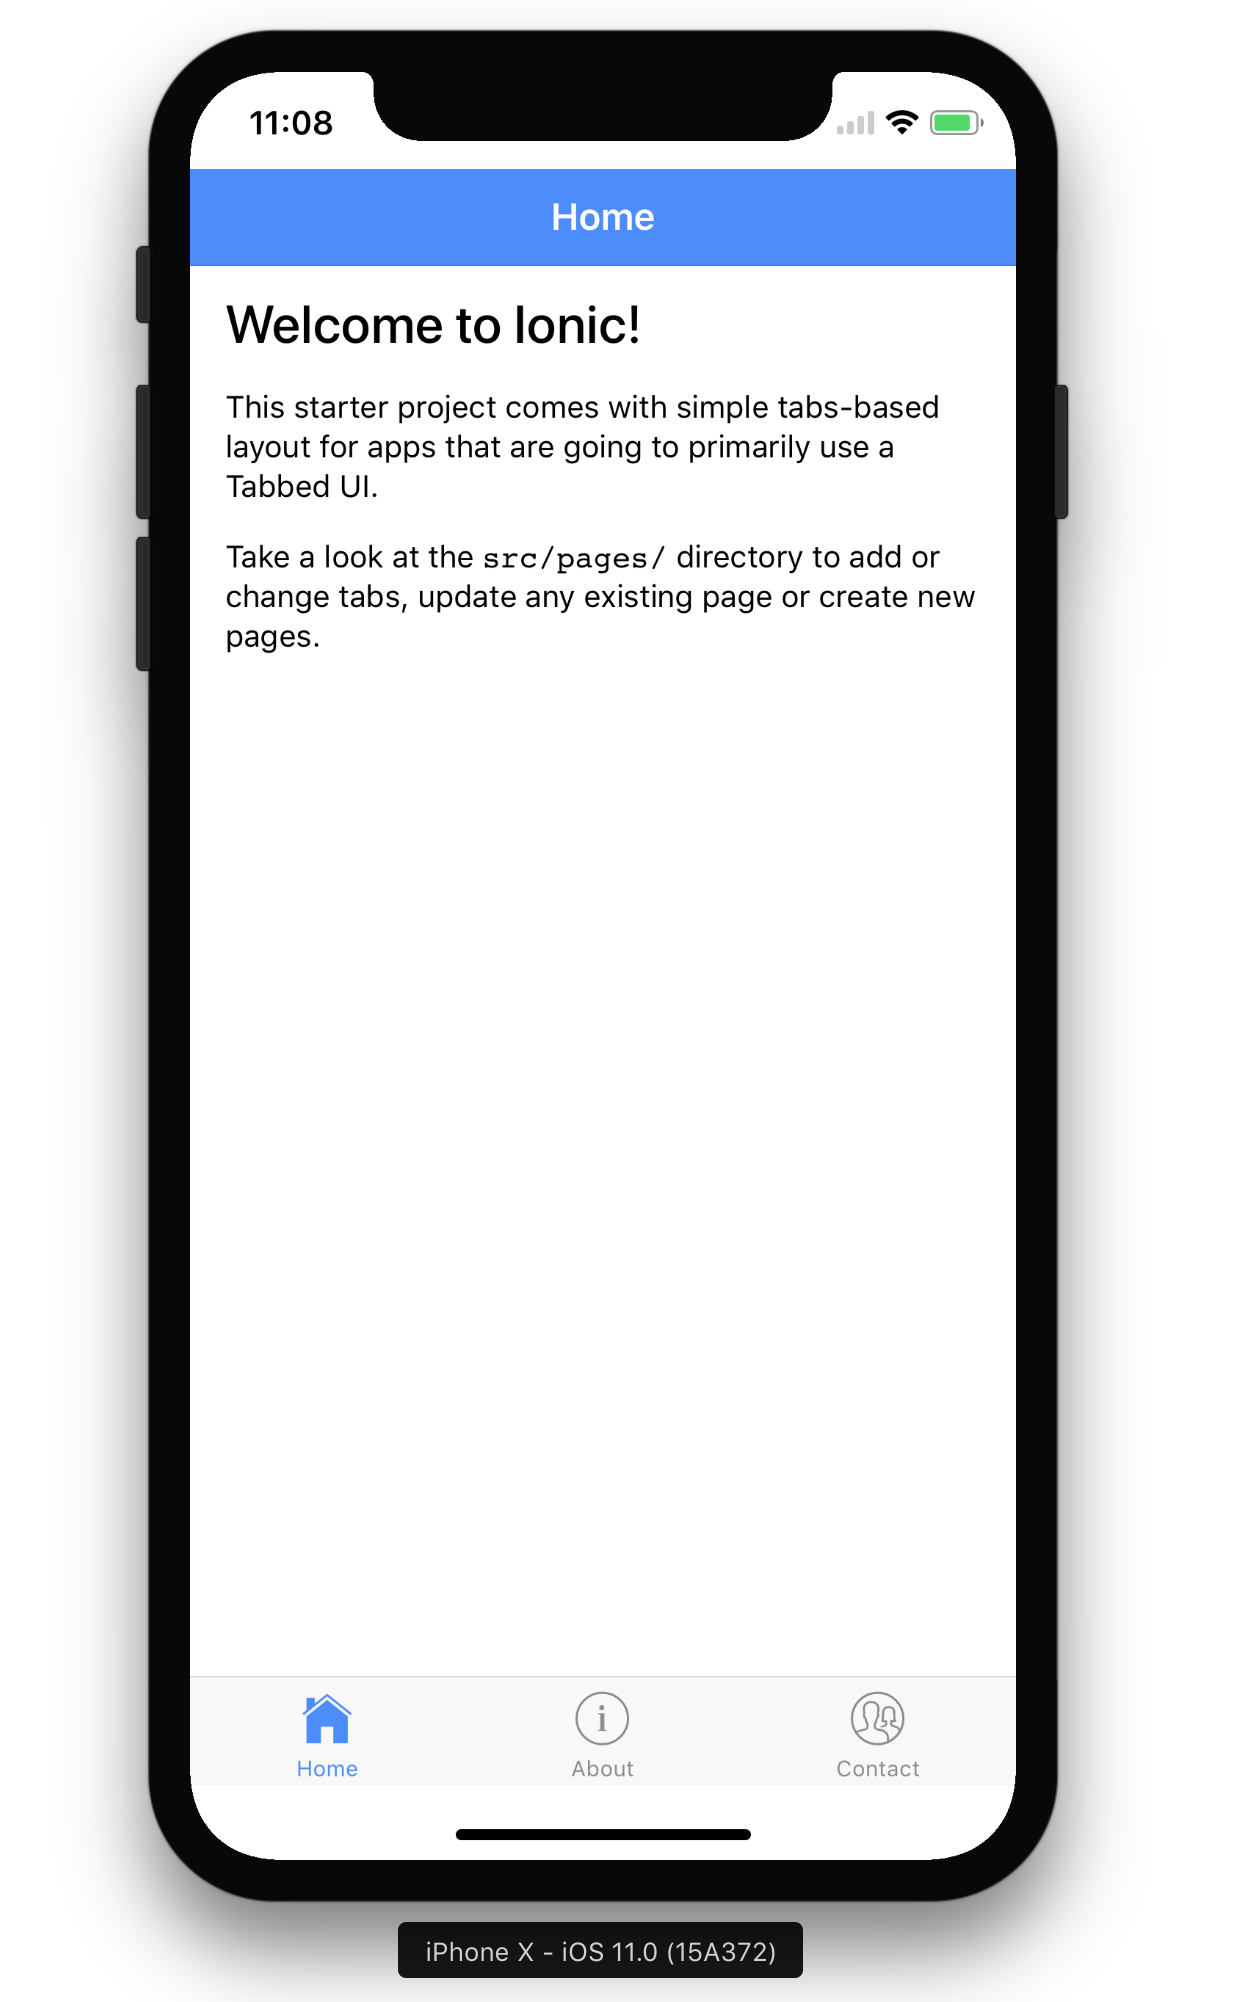 11:08
Home
Welcome to Ionic!
This starter project comes with simple tabs-based
layout for apps that are going to primarily use a
Tabbed UI.
Take a look at the src/pages/ directory to add or
change tabs, update any existing page or create new
pages.
Home
About
Contact
iPhone X - iOS 11.0 (15A372)